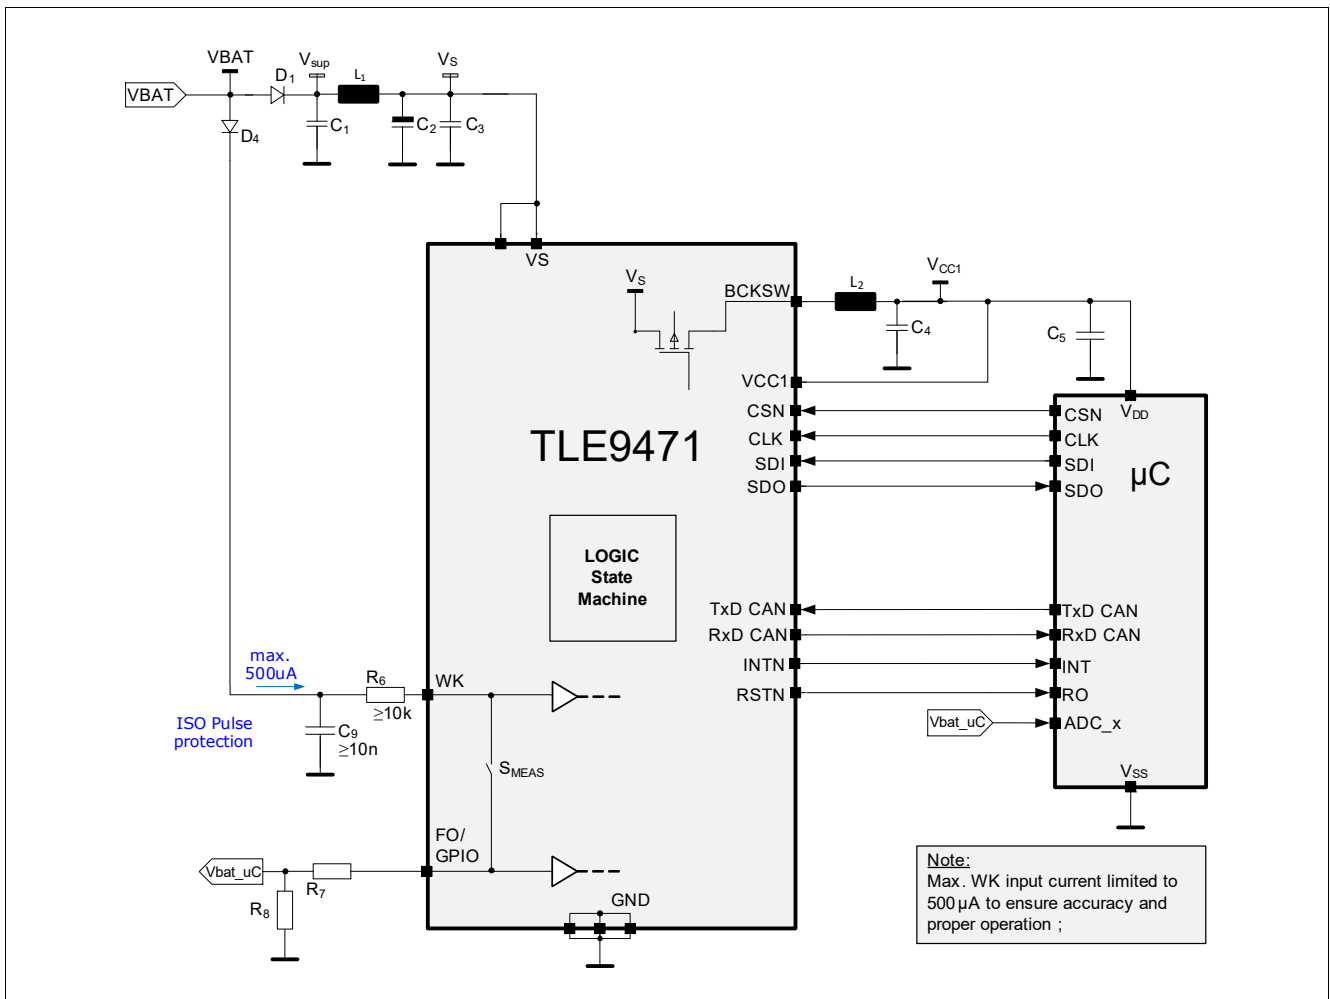 VBAT
VBAT
D1
Vsup
L1
VS
D4
C1
C2
C3
VS
VS
BCKSW
L2
VCC1
C4
C5
VCC1
CSN
CLK
SDI
SDO
TLE9471
CSN
VDD
CLK
SDI
SDO
µC
LOGIC
State
Machine
TxD CAN
RxD CAN
INTN
RSTN
TxD CAN
RxD CAN
INT
RO
Vbat_uC
ADC_x
VSS
max.
500uA
R6
≥10k
WK
ISO Pulse
protection
C9
≥10n
SMEAS
FO/
GPIO
Vbat_uC
R7
R8
GND
Note:
Max. WK input current limited to
500 µA to ensure accuracy and
proper operation ;